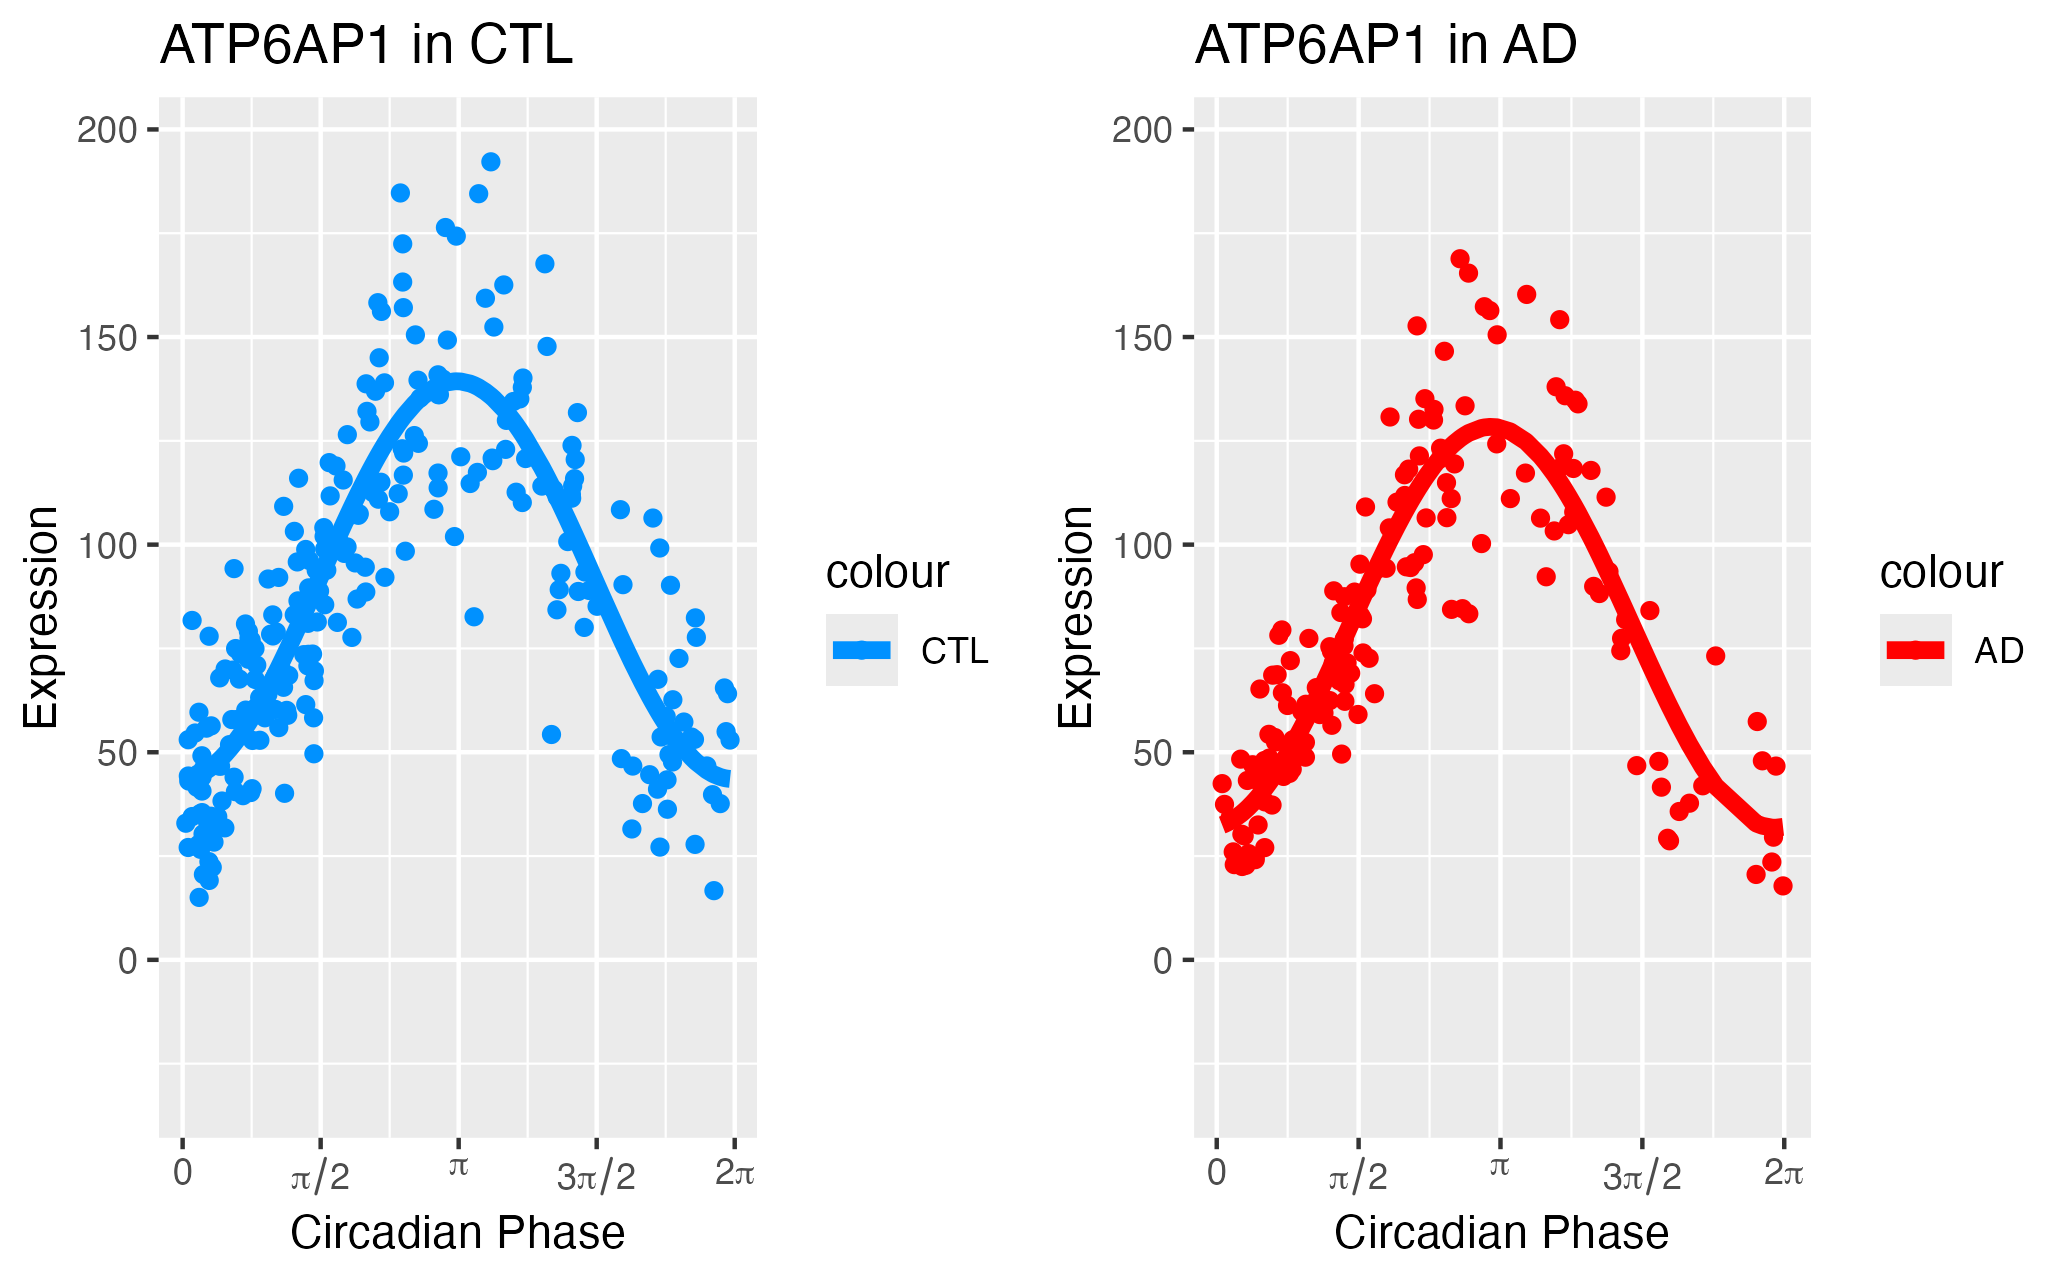 ATP6AP1 in CTL
200
150
100
50
0
Expression
0 π/2 π 3π/2 2π
Circadian Phase
colour
CTL
ATP6AP1 in AD
200
150
100
50
0
Expression
0 π/2 π 3π/2 2π
Circadian Phase
colour
AD